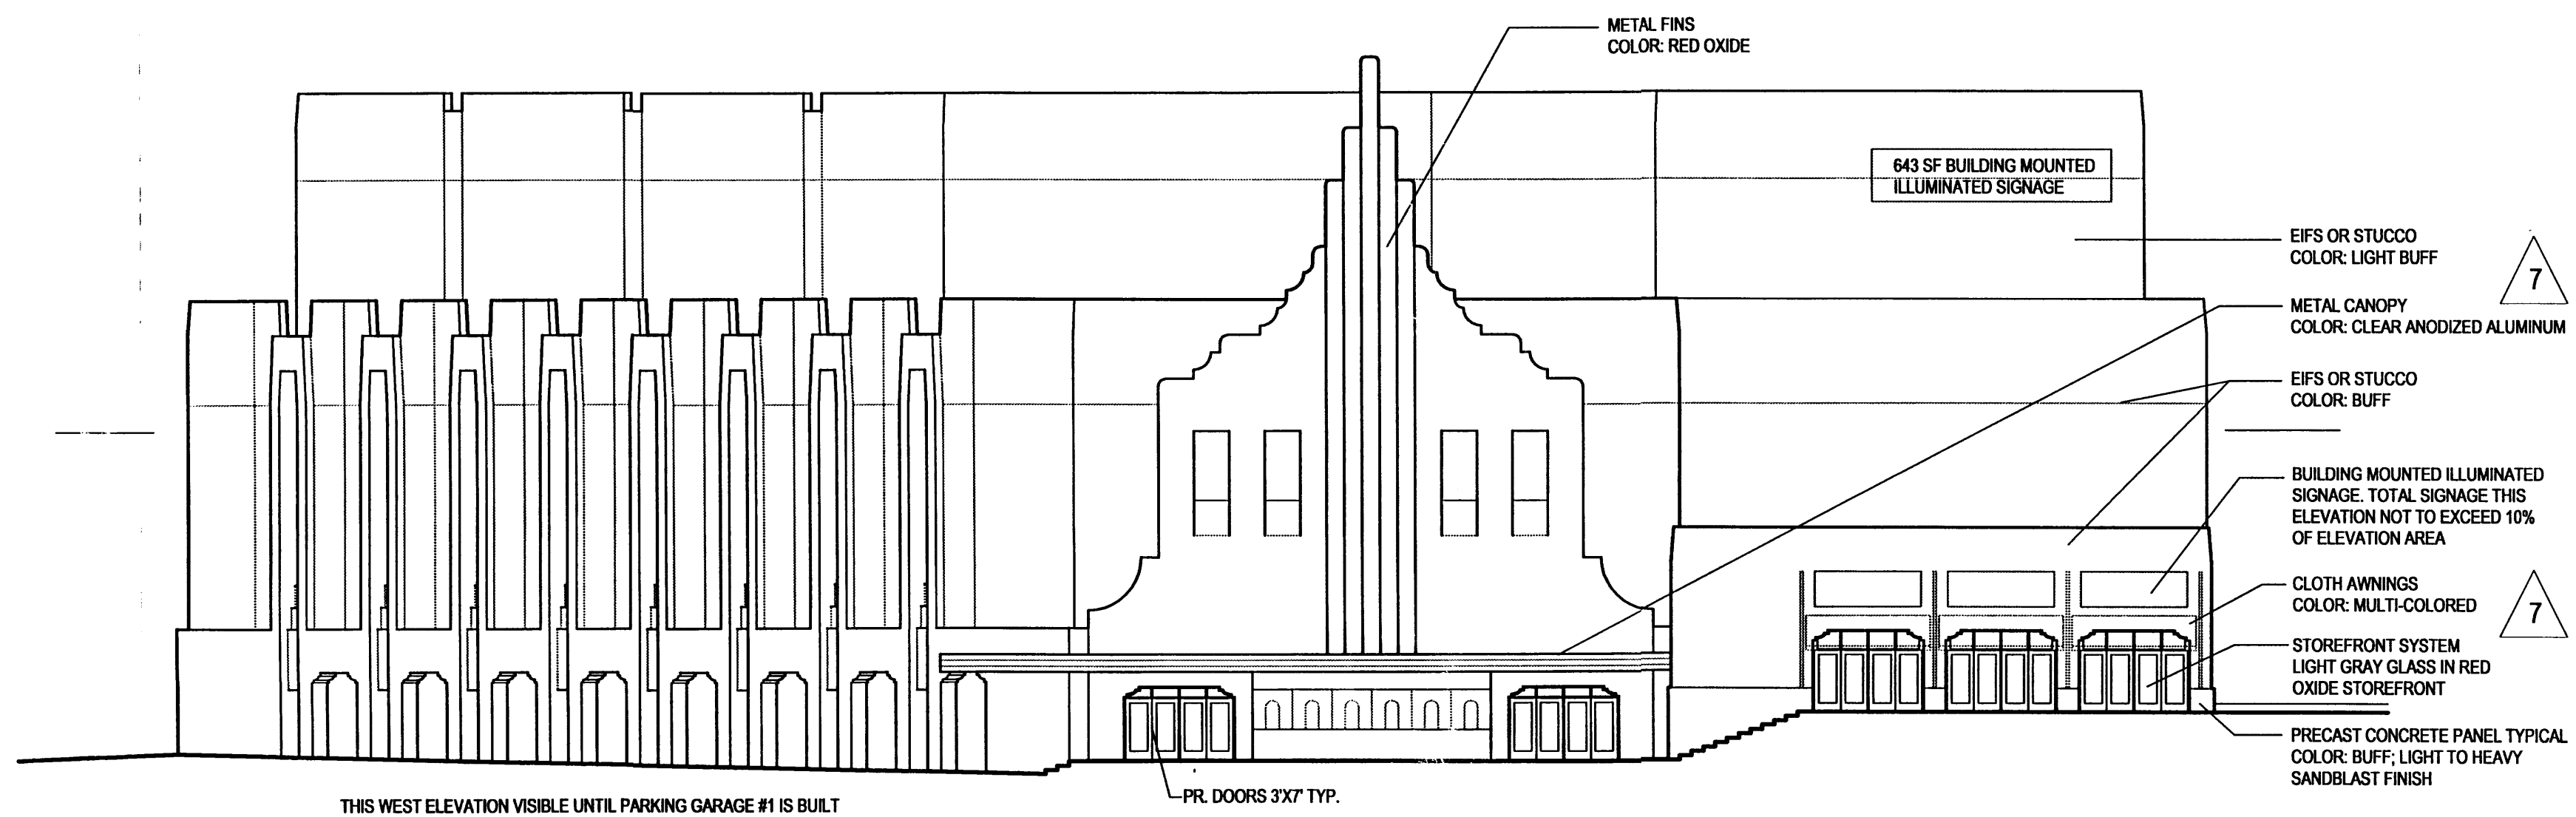 METAL FINS
COLOR: RED OXIDE
643 SF BUILDING MOUNTED
ILLUMINATED SIGNAGE
EIFS OR STUCCO
COLOR: LIGHT BUFF
7
METAL CANOPY
COLOR: CLEAR ANODIZED ALUMINUM
EIFS OR STUCCO
COLOR: BUFF
BUILDING MOUNTED ILLUMINATED
SIGNAGE. TOTAL SIGNAGE THIS
ELEVATION NOT TO EXCEED 10%
OF ELEVATION AREA
CLOTH AWNINGS
COLOR: MULTI-COLORED
7
STOREFRONT SYSTEM
LIGHT GRAY GLASS IN RED
OXIDE STOREFRONT
PRECAST CONCRETE PANEL TYPICAL
COLOR: BUFF; LIGHT TO HEAVY
SANDBLAST FINISH
PR. DOORS 3'X7' TYP.
THIS WEST ELEVATION VISIBLE UNTIL PARKING GARAGE #1 IS BUILT